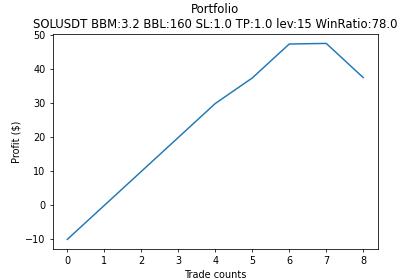 Portfolio
SOLUSDT BBM:3.2 BBL:160 SL:1.0 TP:1.0 lev:15 WinRatio:78.0
50
40
30
20
10
0
−10
Profit ($)
0 1 2 3 4 5 6 7 8
Trade counts